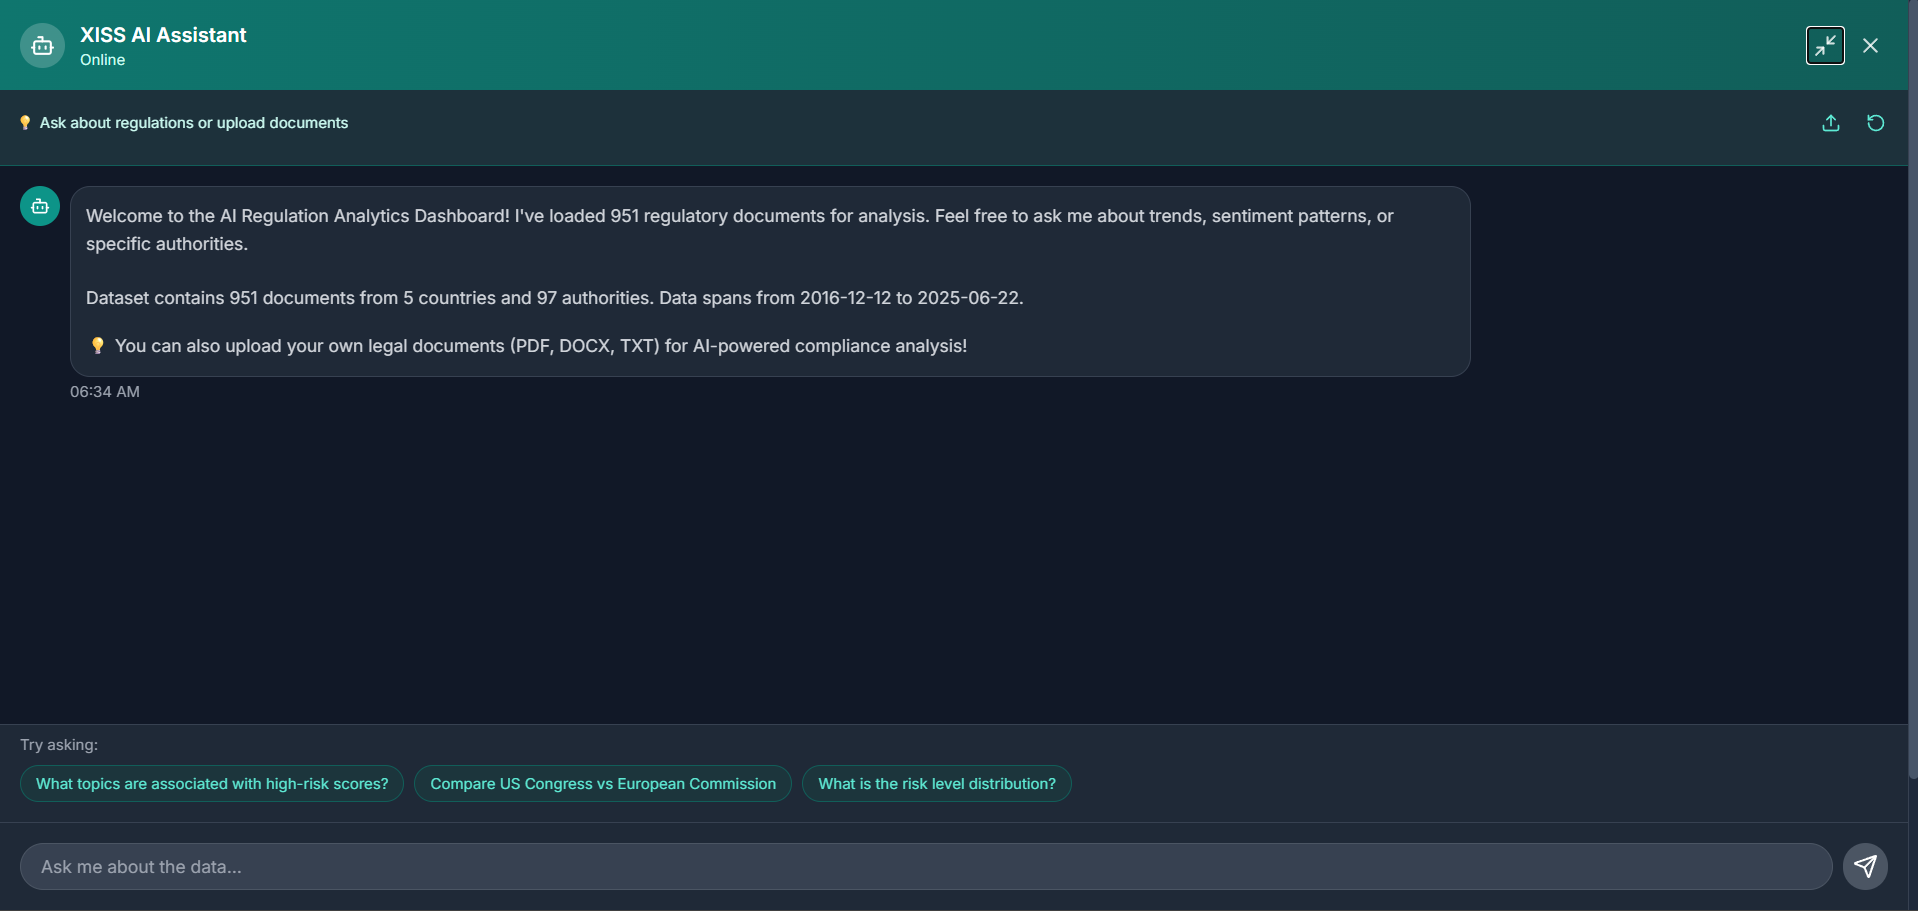 XISS AI Assistant
Online
💡 Ask about regulations or upload documents
Welcome to the AI Regulation Analytics Dashboard! I've loaded 951 regulatory documents for analysis. Feel free to ask me about trends, sentiment patterns, or
specific authorities.
Dataset contains 951 documents from 5 countries and 97 authorities. Data spans from 2016-12-12 to 2025-06-22.
💡 You can also upload your own legal documents (PDF, DOCX, TXT) for AI-powered compliance analysis!
06:34 AM
Try asking:
What topics are associated with high-risk scores?
Compare US Congress vs European Commission
What is the risk level distribution?
Ask me about the data...